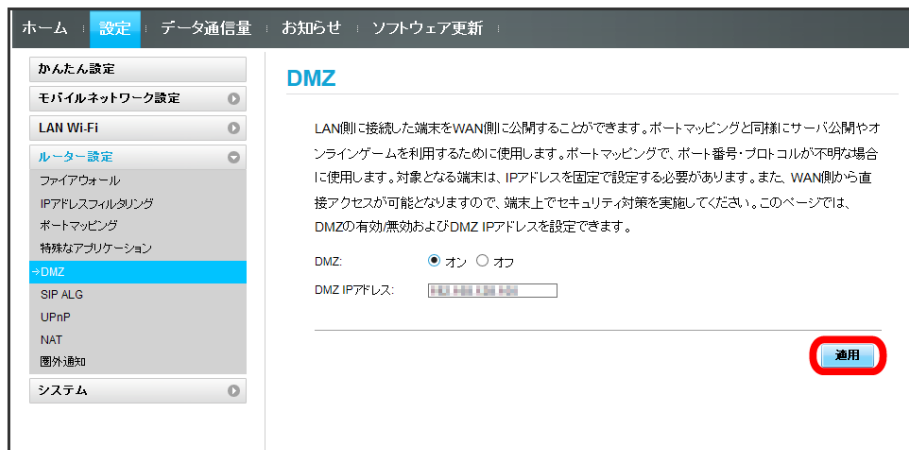 ホーム 設定 データ通信量 お知らせ ソフトウェア更新
かんたん設定
モバイルネットワーク設定
LAN Wi-Fi
ルーター設定
ファイアウォール
IPアドレスフィルタリング
ポートマッピング
特殊なアプリケーション
→DMZ
SIP ALG
UPnP
NAT
圏外通知
システム
DMZ
LAN側に接続した端末をWAN側に公開することができます。ポートマッピングと同様にサーバ公開やオ
ンラインゲームを利用するために使用します。ポートマッピングで、ポート番号・プロトコルが不明な場合
に使用します。対象となる端末は、IPアドレスを固定で設定する必要があります。また、WAN側から直
接アクセスが可能となりますので、端末上でセキュリティ対策を実施してください。このページでは、
DMZの有効/無効およびDMZ IPアドレスを設定できます。
DMZ: オン オフ
DMZ IPアドレス:
適用